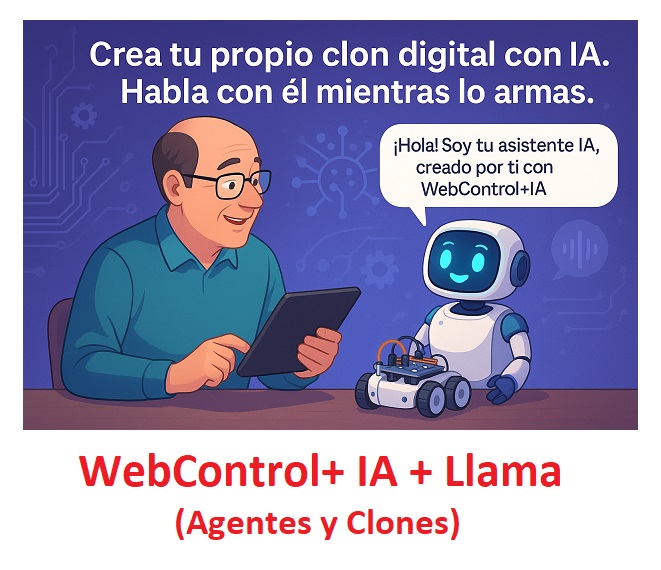 Crea tu propio clon digital con IA.
Habla con él mientras lo armas.
¡Hola! Soy tu asistente IA,
creado por ti con
WebControl+IA
WebControl+ IA + Llama
(Agentes y Clones)